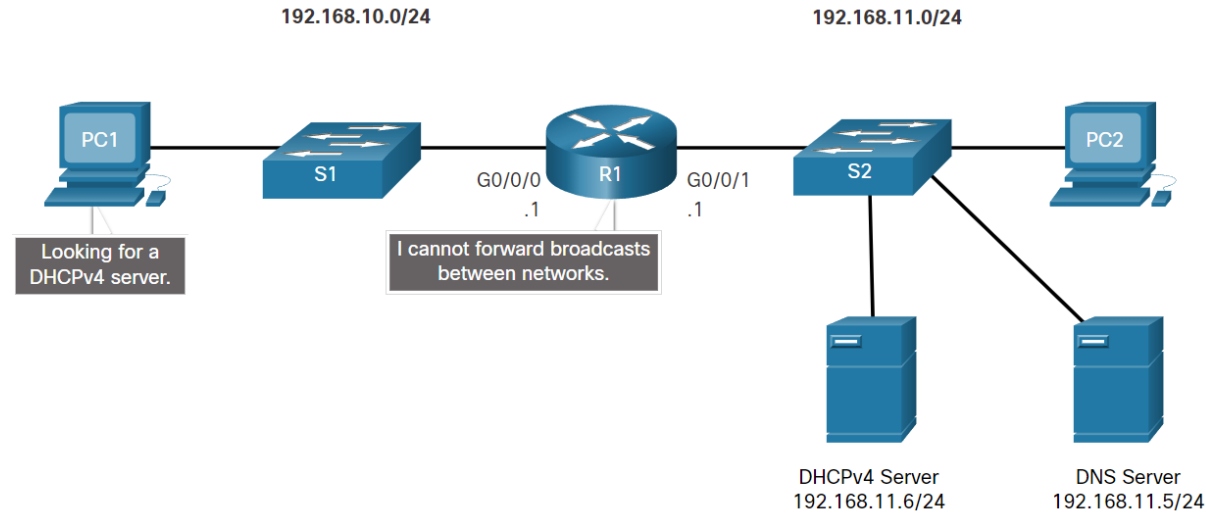 192.168.10.0/24
192.168.11.0/24
PC1
S1
G0/0/0
.1
R1
G0/0/1
.1
S2
PC2
Looking for a
DHCPv4 server.
I cannot forward broadcasts
between networks.
DHCPv4 Server
192.168.11.6/24
DNS Server
192.168.11.5/24